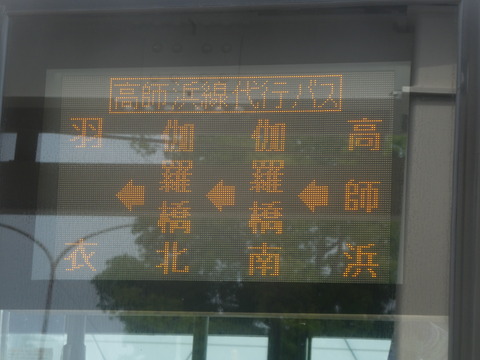 高師浜線代行バス
高師浜
←
伽羅橋南
←
伽羅橋北
←
羽衣